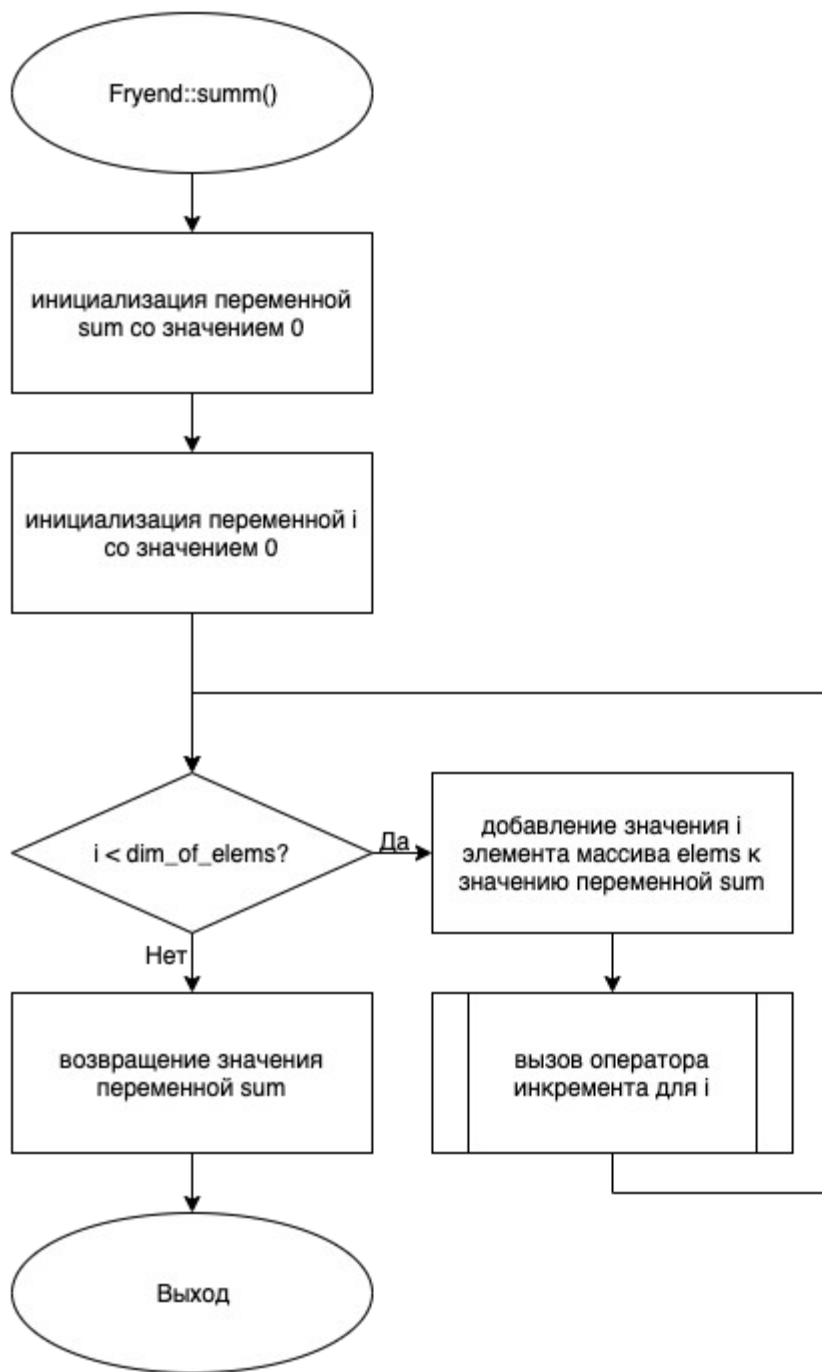 Fryend::summ()
инициализация переменной
sum со значением 0
инициализация переменной i
со значением 0
i < dim_of_elems?
Да
добавление значения i
элемента массива elems к
значению переменной sum
Нет
возвращение значения
переменной sum
вызов оператора
инкремента для i
Выход